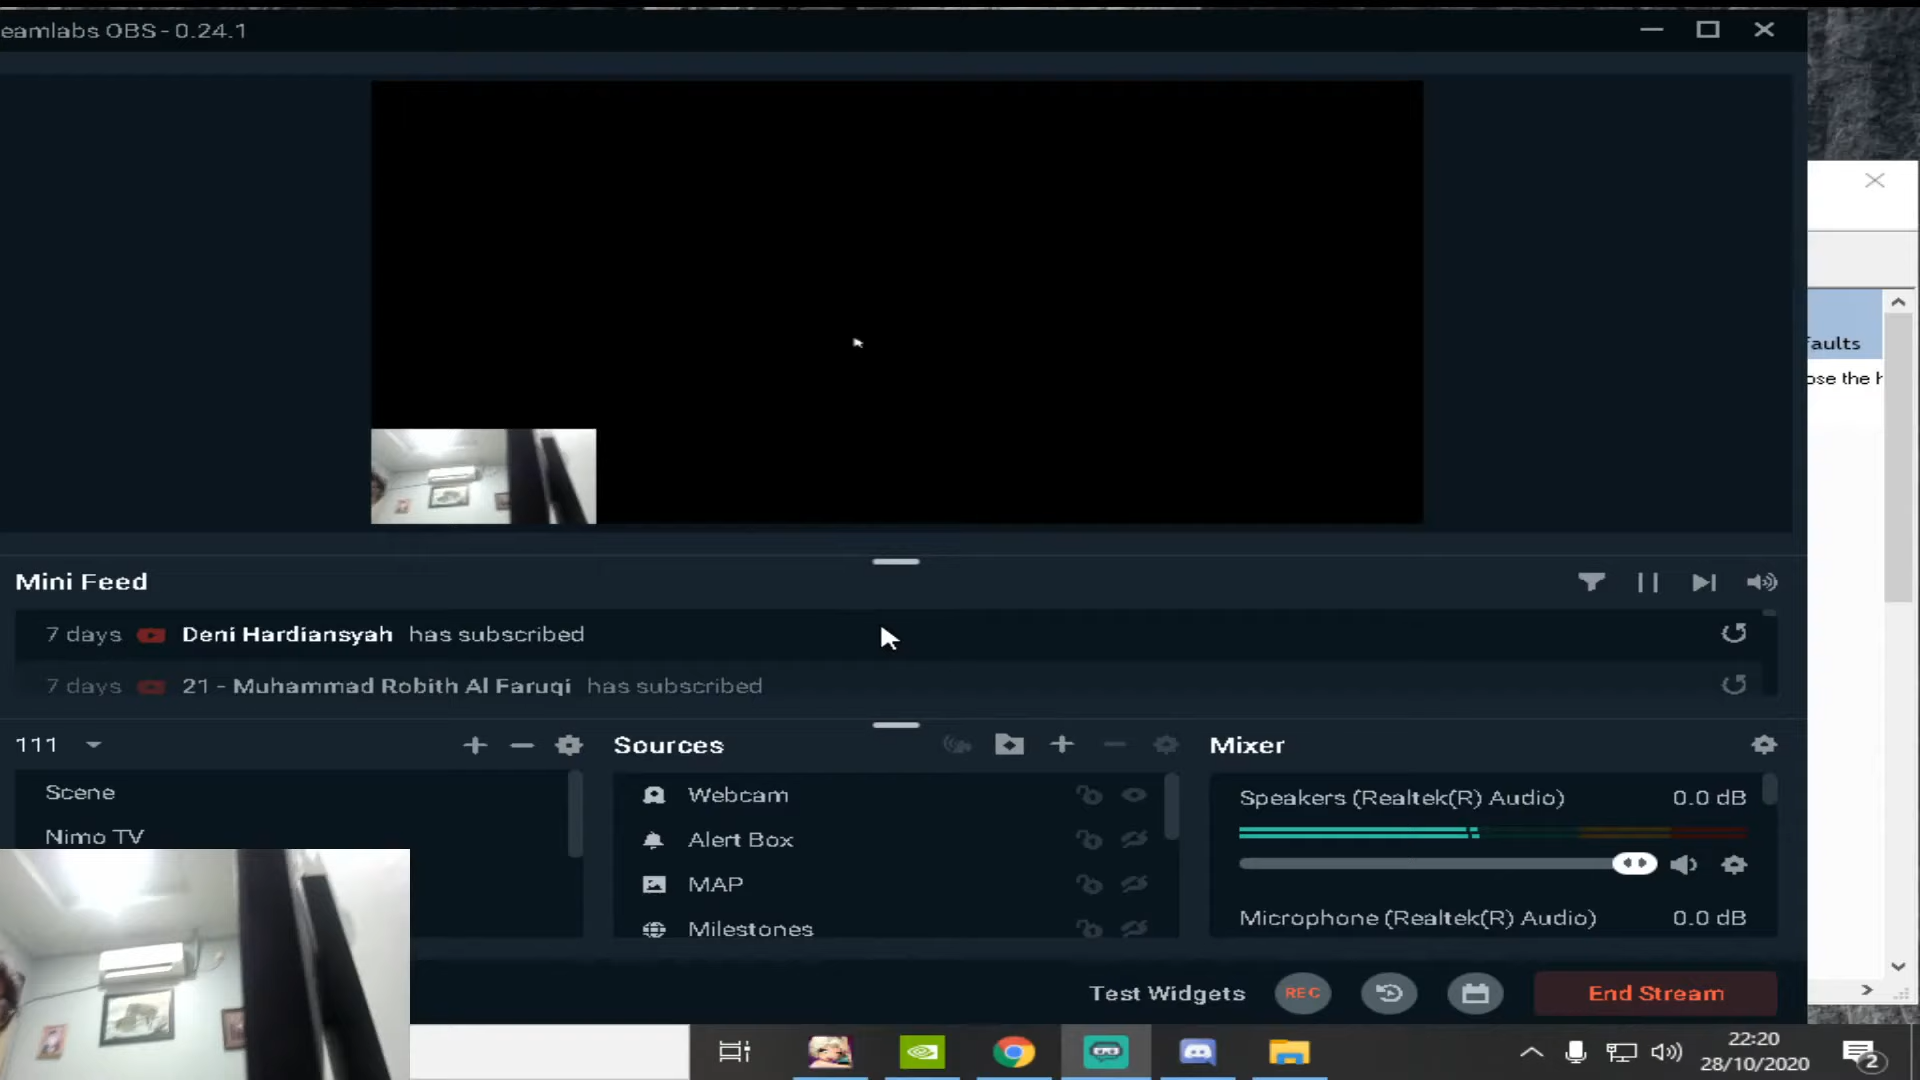 eamlabs OBS - 0.24.1
faults
ose the h
Mini Feed
7 days Deni Hardiansyah has subscribed
7 days 21 - Muhammad Robith Al Faruqi has subscribed
111
Sources
Mixer
Scene
Nimo TV
Webcam
Alert Box
MAP
Milestones
Speakers (Realtek(R) Audio) 0.0 dB
Microphone (Realtek(R) Audio) 0.0 dB
Test Widgets
REC
End Stream
22:20
28/10/2020
2